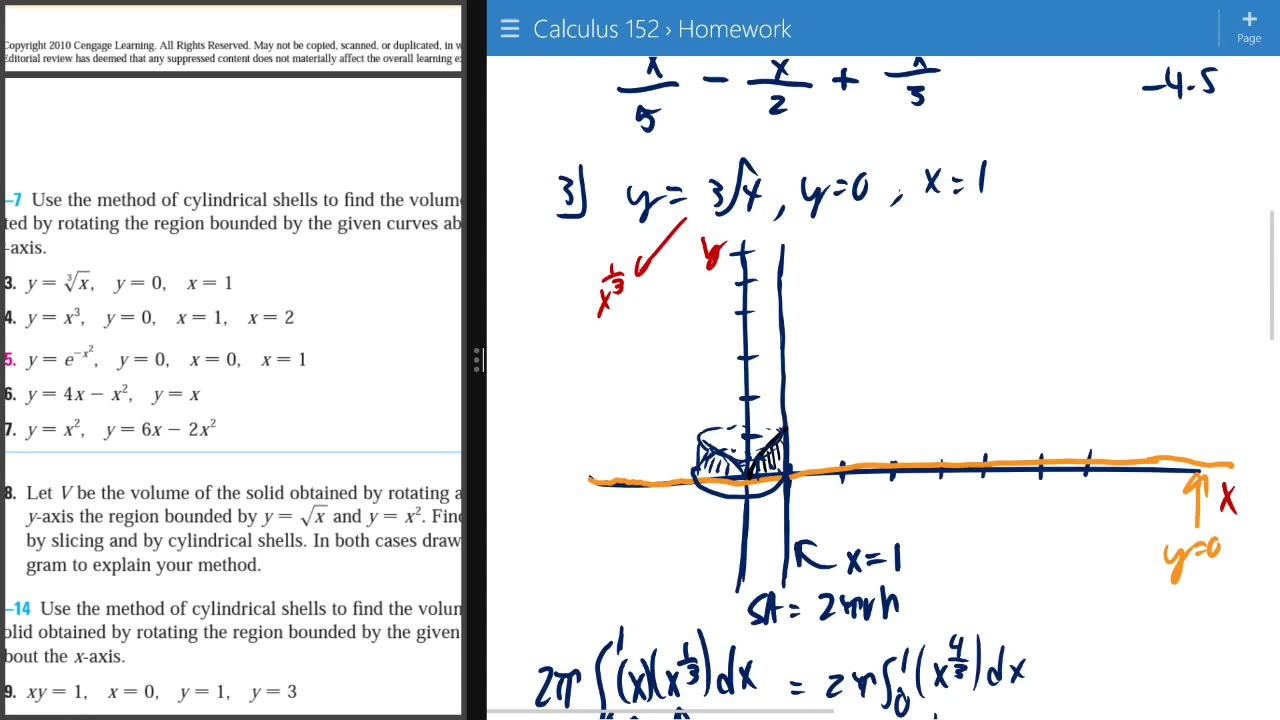 Copyright 2010 Cengage Learning. All Rights Reserved. May not be copied, scanned, or duplicated, in w
Editorial review has deemed that any suppressed content does not materially affect the overall learning e
–7 Use the method of cylindrical shells to find the volume
ted by rotating the region bounded by the given curves ab
-axis.
3. y = ∛x, y = 0, x = 1
4. y = x³, y = 0, x = 1, x = 2
5. y = e^{-x²}, y = 0, x = 0, x = 1
6. y = 4x − x², y = x
7. y = x², y = 6x − 2x²
8. Let V be the volume of the solid obtained by rotating a
y-axis the region bounded by y = √x and y = x². Find
by slicing and by cylindrical shells. In both cases draw
gram to explain your method.
–14 Use the method of cylindrical shells to find the volum
olid obtained by rotating the region bounded by the given
bout the x-axis.
9. xy = 1, x = 0, y = 1, y = 3
Calculus 152 › Homework
+
Page
x/5 − x/2 + x/3 −4.5
3] y = 3√x, y=0, x=1
x^{1/3}
y
x
y=0
x=1
SA = 2πrh
2π ∫¹ (x)(x^{1/3}) dx = 2π ∫₀¹ (x^{4/3}) dx